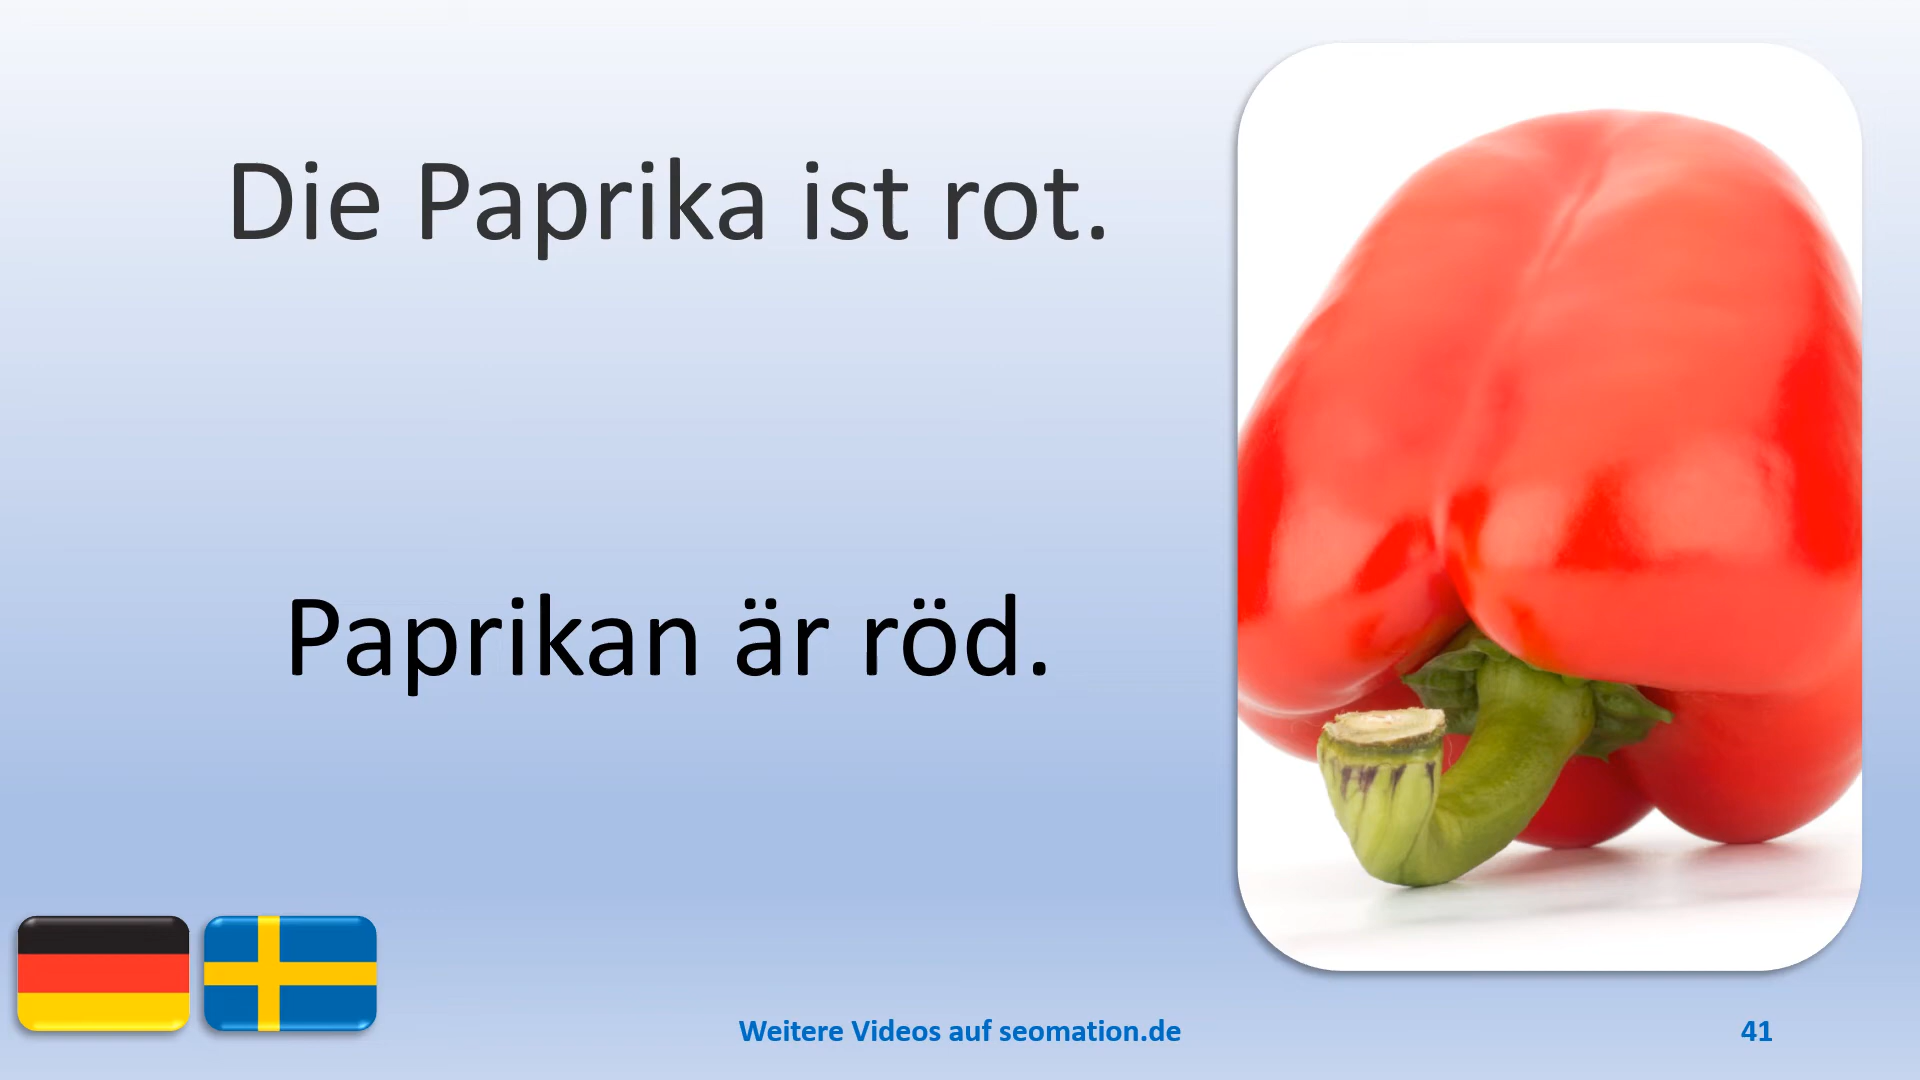 Die Paprika ist rot.
Paprikan är röd.
Weitere Videos auf seomation.de
41